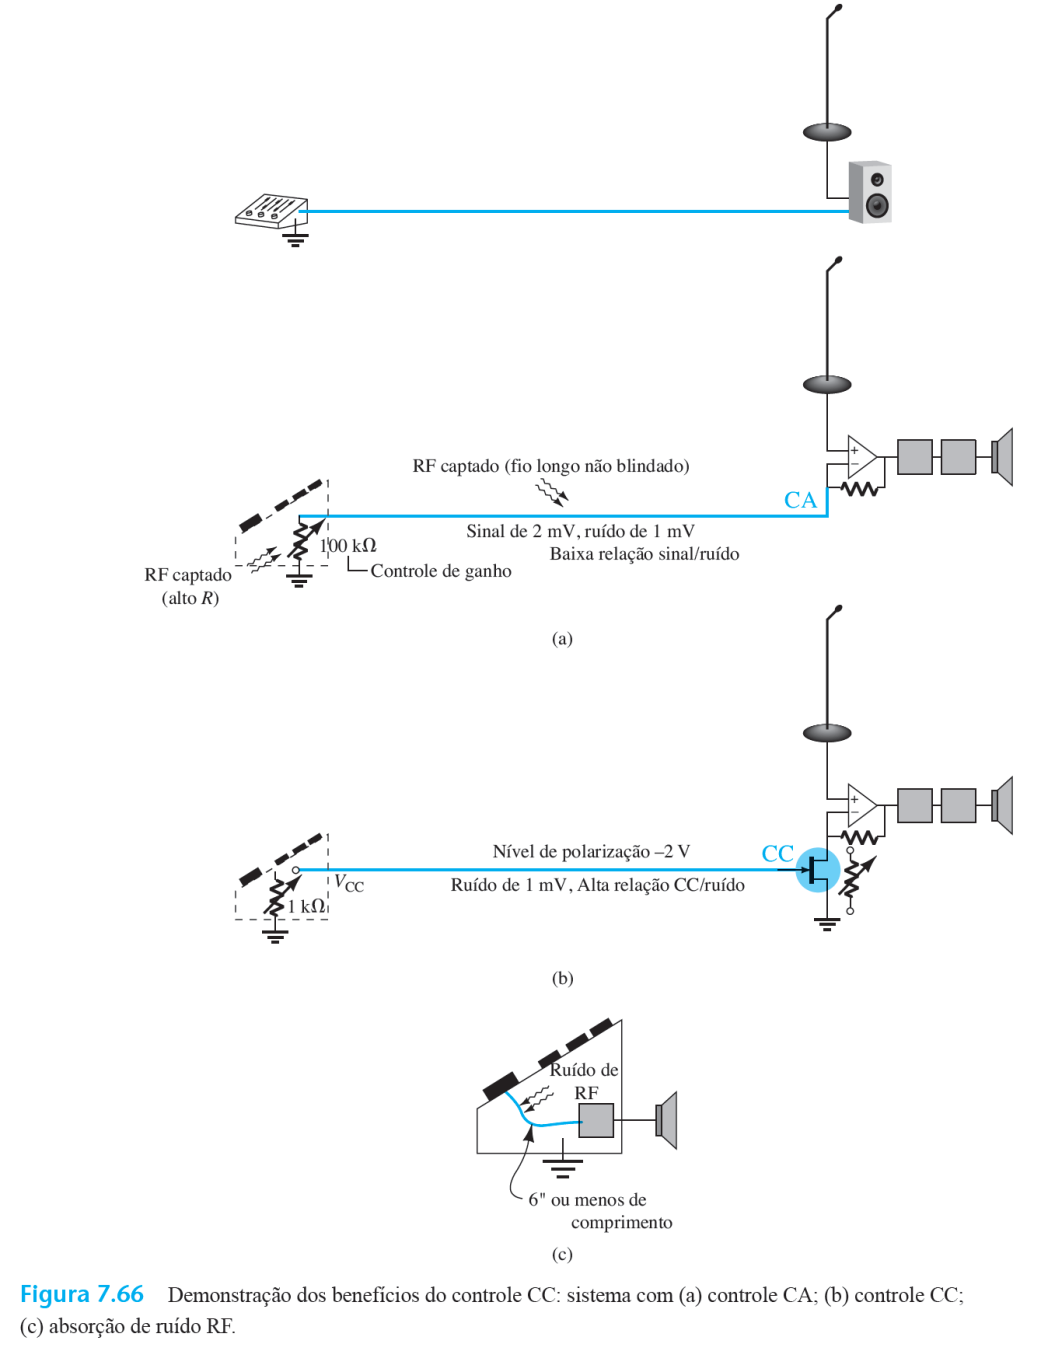 RF captado (fio longo não blindado)
CA
Sinal de 2 mV, ruído de 1 mV
Baixa relação sinal/ruído
100 kΩ
Controle de ganho
RF captado
(alto R)
+
–
(a)
+
–
Nível de polarização –2 V
CC
Ruído de 1 mV, Alta relação CC/ruído
VCC
1 kΩ
(b)
Ruído de
RF
6" ou menos de
comprimento
(c)
Figura 7.66 Demonstração dos benefícios do controle CC: sistema com (a) controle CA; (b) controle CC;
(c) absorção de ruído RF.